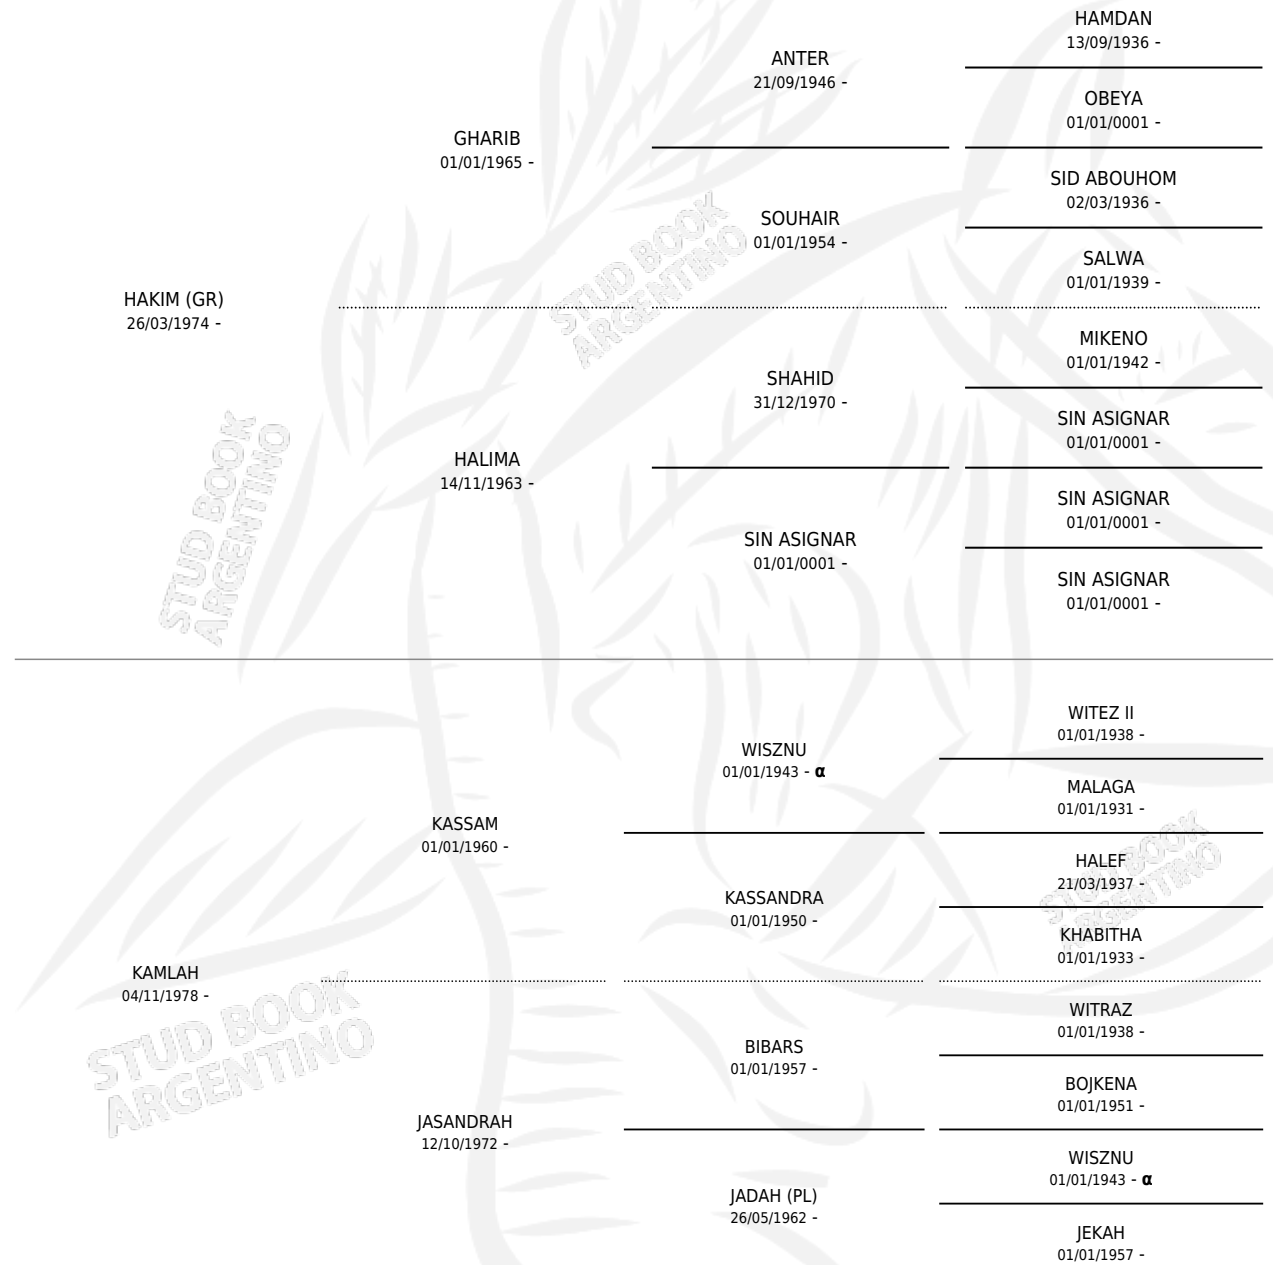 HAMDAN
13/09/1936 -
ANTER
21/09/1946 -
OBEYA
01/01/0001 -
GHARIB
01/01/1965 -
SID ABOUHOM
02/03/1936 -
SOUHAIR
01/01/1954 -
SALWA
01/01/1939 -
HAKIM (GR)
26/03/1974 -
MIKENO
01/01/1942 -
SHAHID
31/12/1970 -
SIN ASIGNAR
01/01/0001 -
HALIMA
14/11/1963 -
SIN ASIGNAR
01/01/0001 -
SIN ASIGNAR
01/01/0001 -
SIN ASIGNAR
01/01/0001 -
WITEZ II
01/01/1938 -
WISZNU
01/01/1943 - α
MALAGA
01/01/1931 -
KASSAM
01/01/1960 -
HALEF
21/03/1937 -
KASSANDRA
01/01/1950 -
KHABITHA
01/01/1933 -
KAMLAH
04/11/1978 -
WITRAZ
01/01/1938 -
BIBARS
01/01/1957 -
BOJKENA
01/01/1951 -
JASANDRAH
12/10/1972 -
WISZNU
01/01/1943 - α
JADAH (PL)
26/05/1962 -
JEKAH
01/01/1957 -
STUD BOOK
ARGENTINO
STUD BOOK
ARGENTINO
STUD BOOK
ARGENTINO
STUD BOOK
ARGENTINO